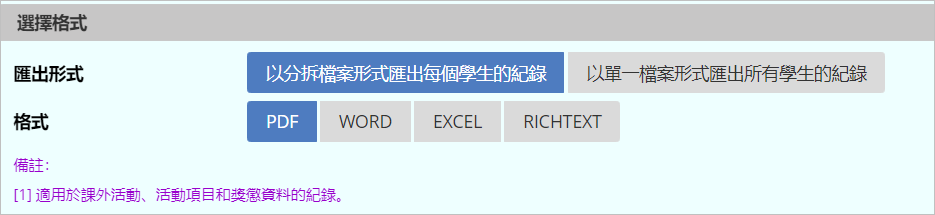 選擇格式
匯出形式 以分拆檔案形式匯出每個學生的紀錄 以單一檔案形式匯出所有學生的紀錄
格式 PDF WORD EXCEL RICHTEXT
備註：
[1] 適用於課外活動、活動項目和獎懲資料的紀錄。